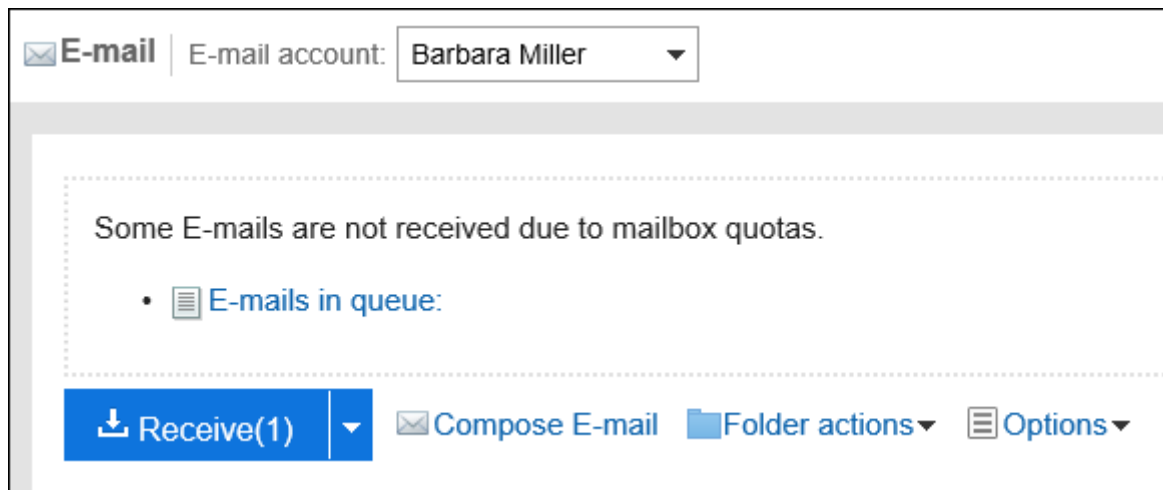 E-mail E-mail account: Barbara Miller
Some E-mails are not received due to mailbox quotas.
• E-mails in queue:
Receive(1) Compose E-mail Folder actions Options